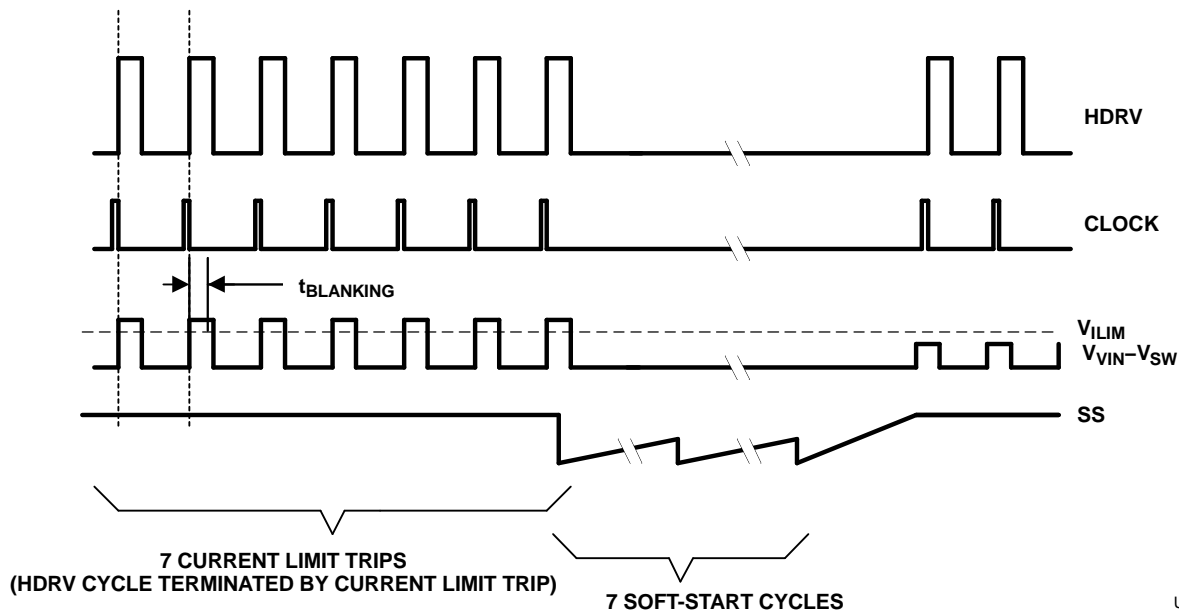 HDRV
CLOCK
tBLANKING
VILIM
VVIN–VSW
SS
7 CURRENT LIMIT TRIPS
(HDRV CYCLE TERMINATED BY CURRENT LIMIT TRIP)
7 SOFT-START CYCLES
U